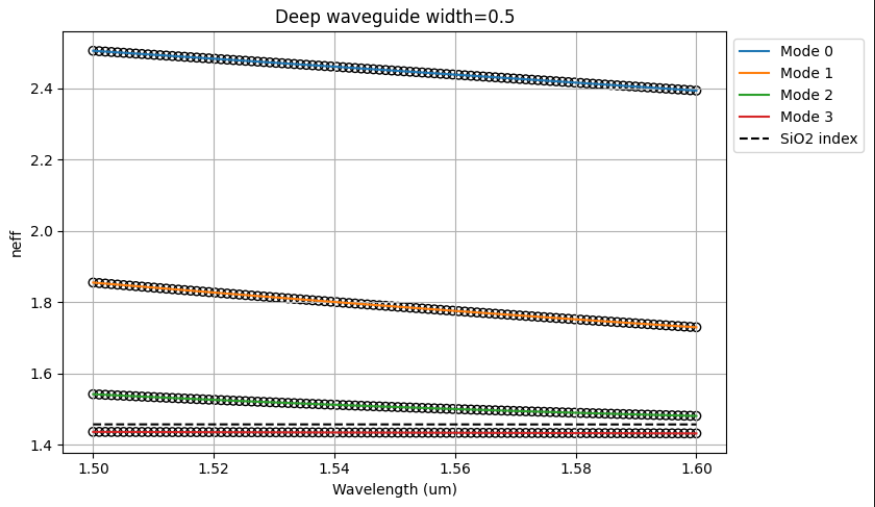 Deep waveguide width=0.5
Mode 0
Mode 1
Mode 2
Mode 3
SiO2 index
2.4
2.2
2.0
1.8
1.6
1.4
neff
1.50
1.52
1.54
1.56
1.58
1.60
Wavelength (um)